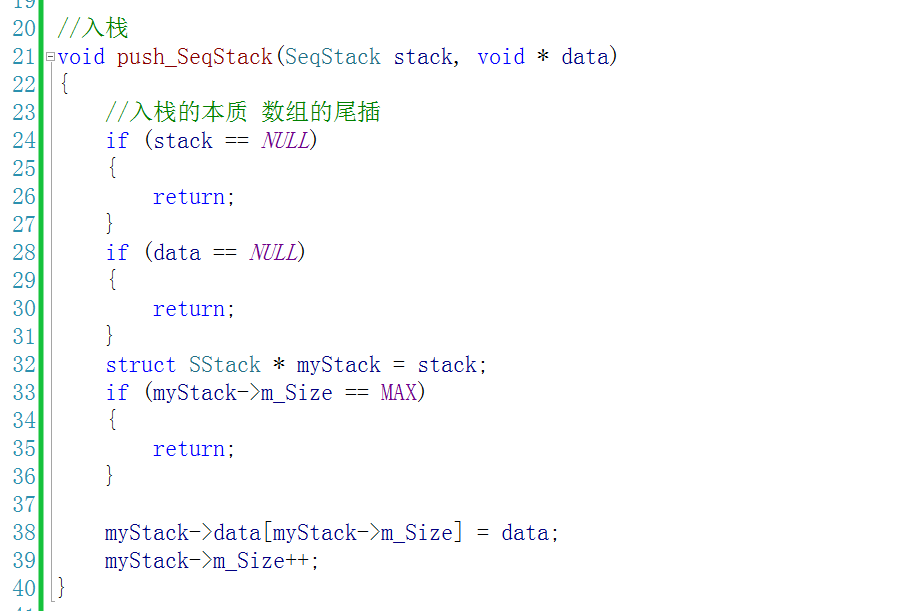 19
20 //入栈
21 void push_SeqStack(SeqStack stack, void * data)
22 {
23     //入栈的本质 数组的尾插
24     if (stack == NULL)
25     {
26         return;
27     }
28     if (data == NULL)
29     {
30         return;
31     }
32     struct SStack * myStack = stack;
33     if (myStack->m_Size == MAX)
34     {
35         return;
36     }
37
38     myStack->data[myStack->m_Size] = data;
39     myStack->m_Size++;
40 }